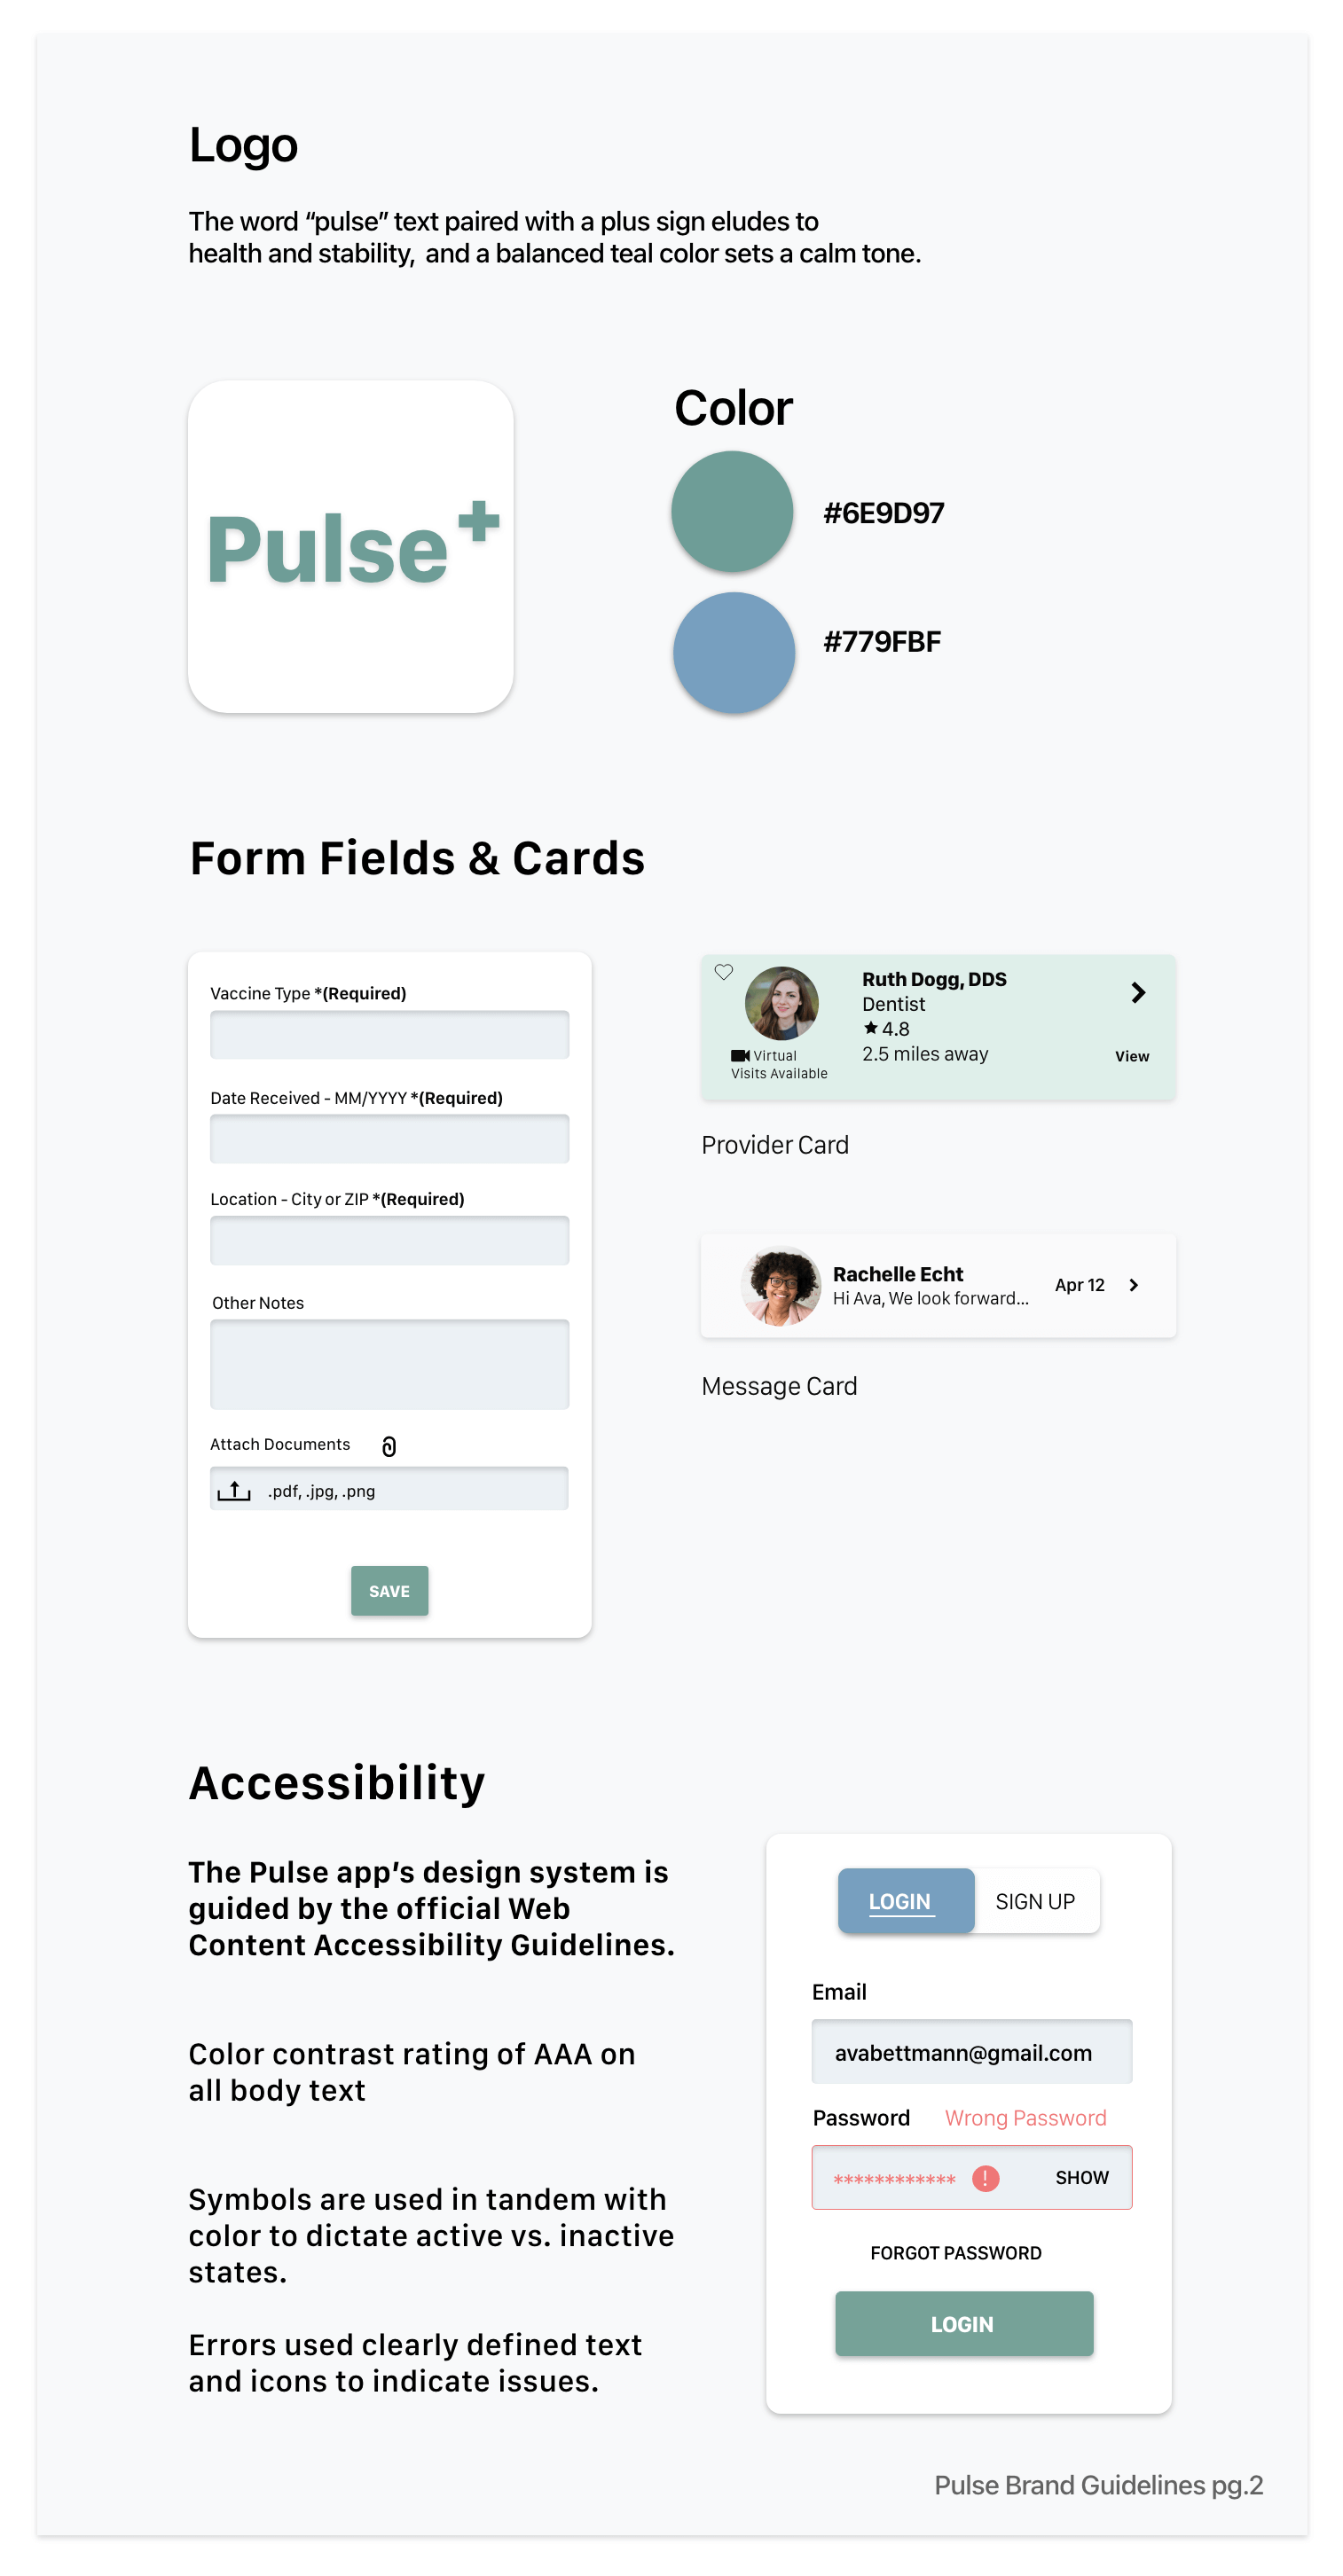 Logo
The word “pulse” text paired with a plus sign eludes to
health and stability,  and a balanced teal color sets a calm tone.
Pulse+
Color
#6E9D97
#779FBF
Form Fields & Cards
Vaccine Type *(Required)
Date Received - MM/YYYY *(Required)
Location - City or ZIP *(Required)
Other Notes
Attach Documents
.pdf, .jpg, .png
SAVE
Ruth Dogg, DDS
Dentist
★ 4.8
2.5 miles away
Virtual
Visits Available
View
Provider Card
Rachelle Echt
Hi Ava, We look forward...
Apr 12
Message Card
Accessibility
The Pulse app’s design system is
guided by the official Web
Content Accessibility Guidelines.
Color contrast rating of AAA on
all body text
Symbols are used in tandem with
color to dictate active vs. inactive
states.
Errors used clearly defined text
and icons to indicate issues.
LOGIN
SIGN UP
Email
avabettmann@gmail.com
Password
Wrong Password
************
!
SHOW
FORGOT PASSWORD
LOGIN
Pulse Brand Guidelines pg.2